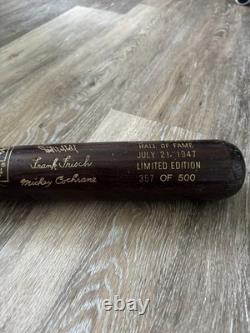 HALL OF FAME
JULY 21, 1947
LIMITED EDITION
357 OF 500
Frank Frisch
Mickey Cochrane